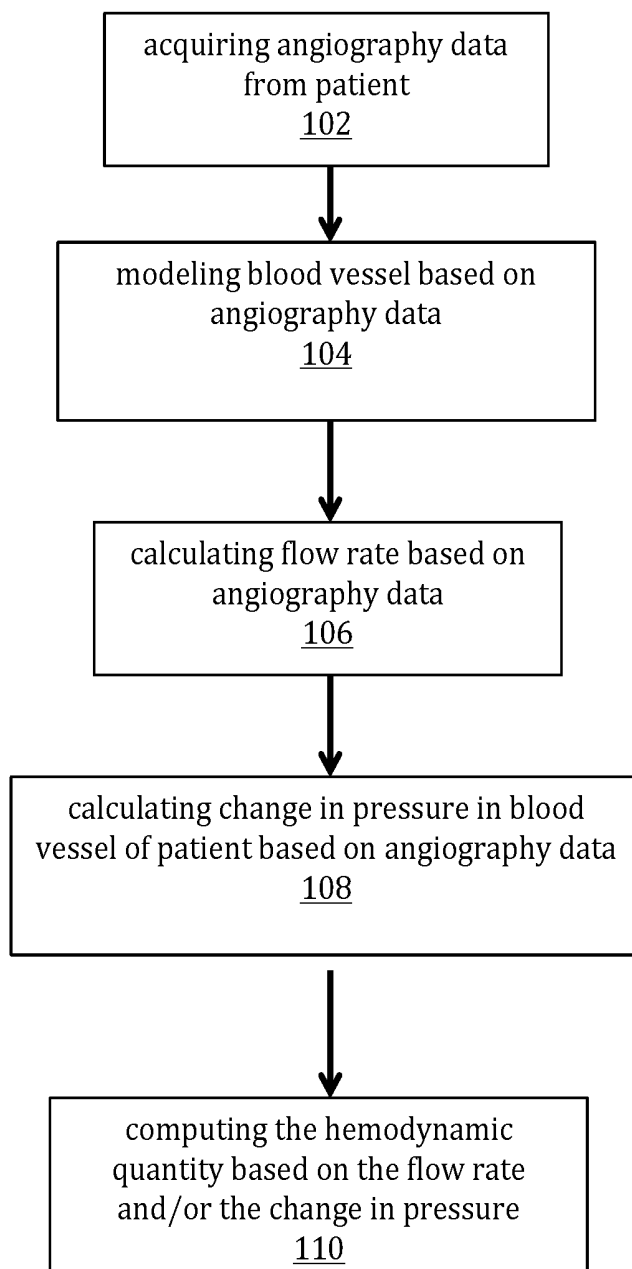 acquiring angiography data
from patient
102
modeling blood vessel based on
angiography data
104
calculating flow rate based on
angiography data
106
calculating change in pressure in blood
vessel of patient based on angiography data
108
computing the hemodynamic
quantity based on the flow rate
and/or the change in pressure
110